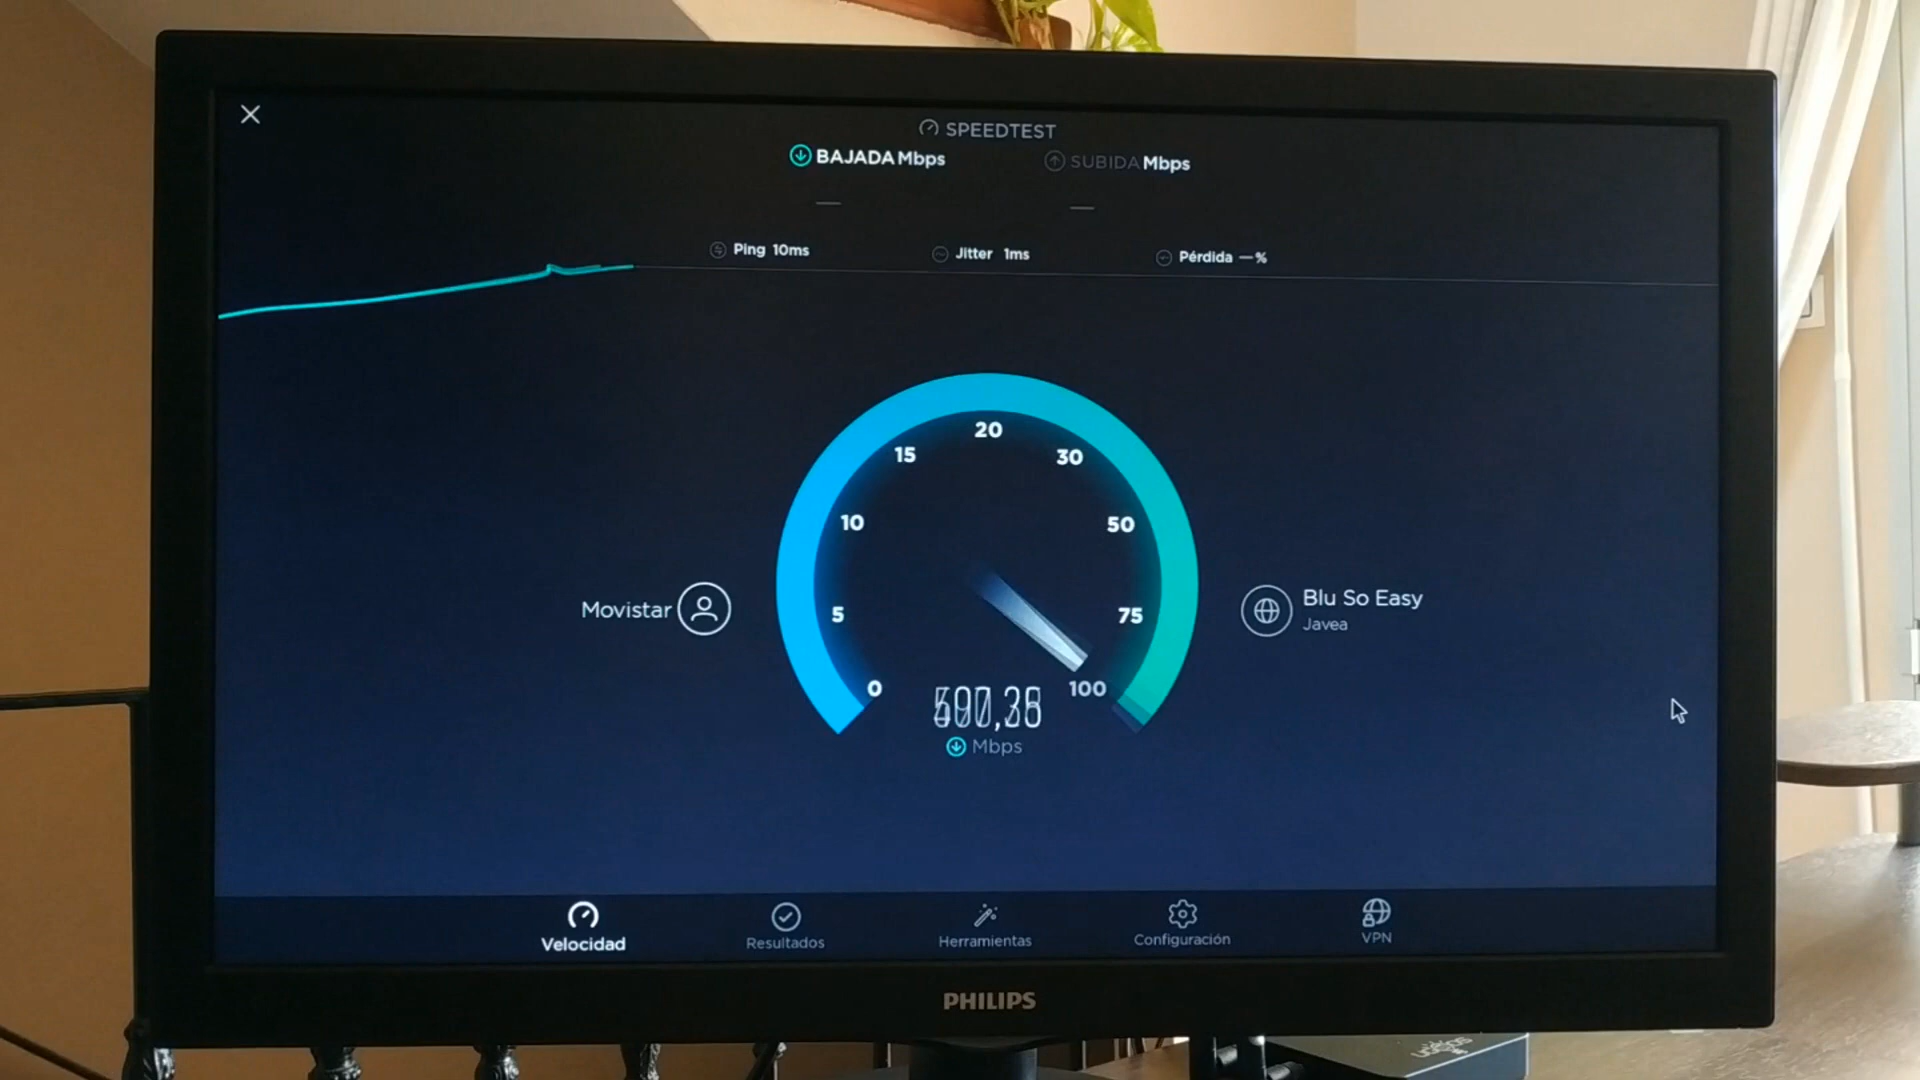 SPEEDTEST
BAJADA Mbps
SUBIDA Mbps
— —
Ping 10ms
Jitter 1ms
Pérdida —%
20
15 30
10 50
5 75
0 100
Mbps
Movistar
Blu So Easy
Javea
Velocidad
Resultados
Herramientas
Configuración
VPN
PHILIPS